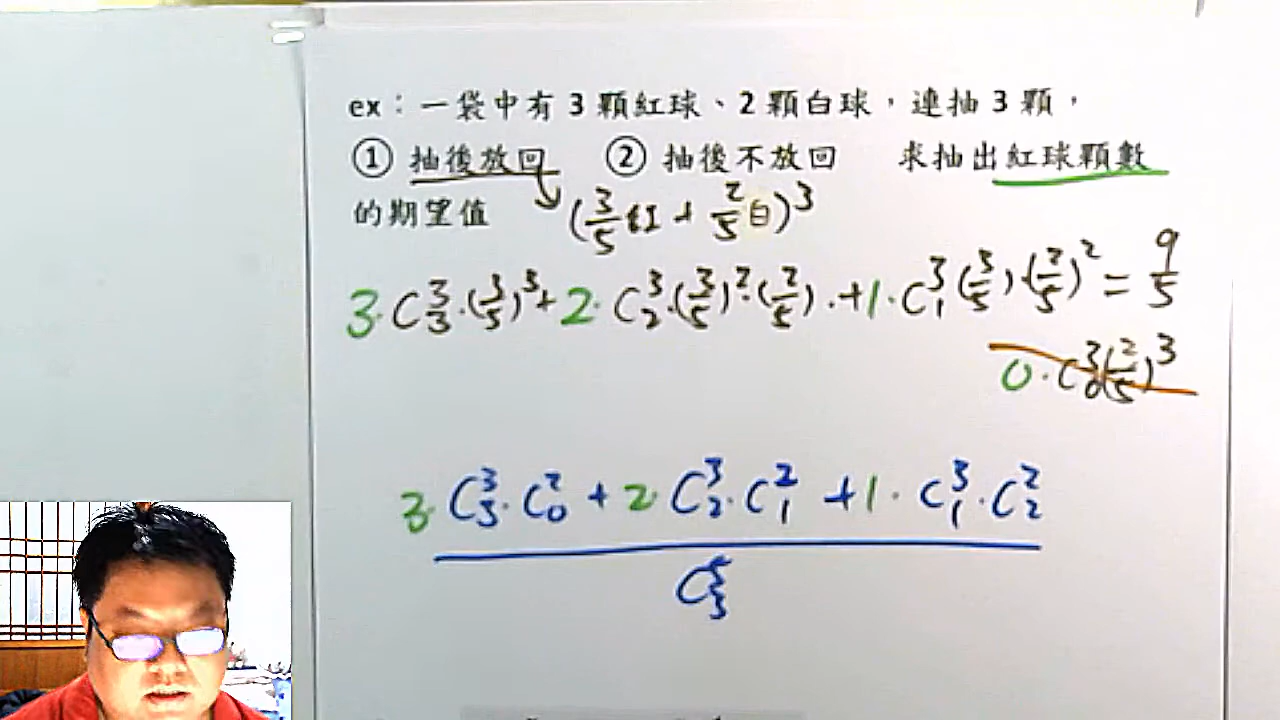 ex：一袋中有 3 顆紅球、2 顆白球，連抽 3 顆，
① 抽後放回 ② 抽後不放回 求抽出紅球顆數
的期望值 (3/5 紅 + 2/5 白)³
3·C³₃·(3/5)³+2·C³₂·(3/5)²·(2/5)·+1·C³₁(3/5)·(2/5)²=9/5
0·C³₀(2/5)³
3·C³₃·C²₀+2·C³₂·C²₁+1·C³₁·C²₂
C⁵₃